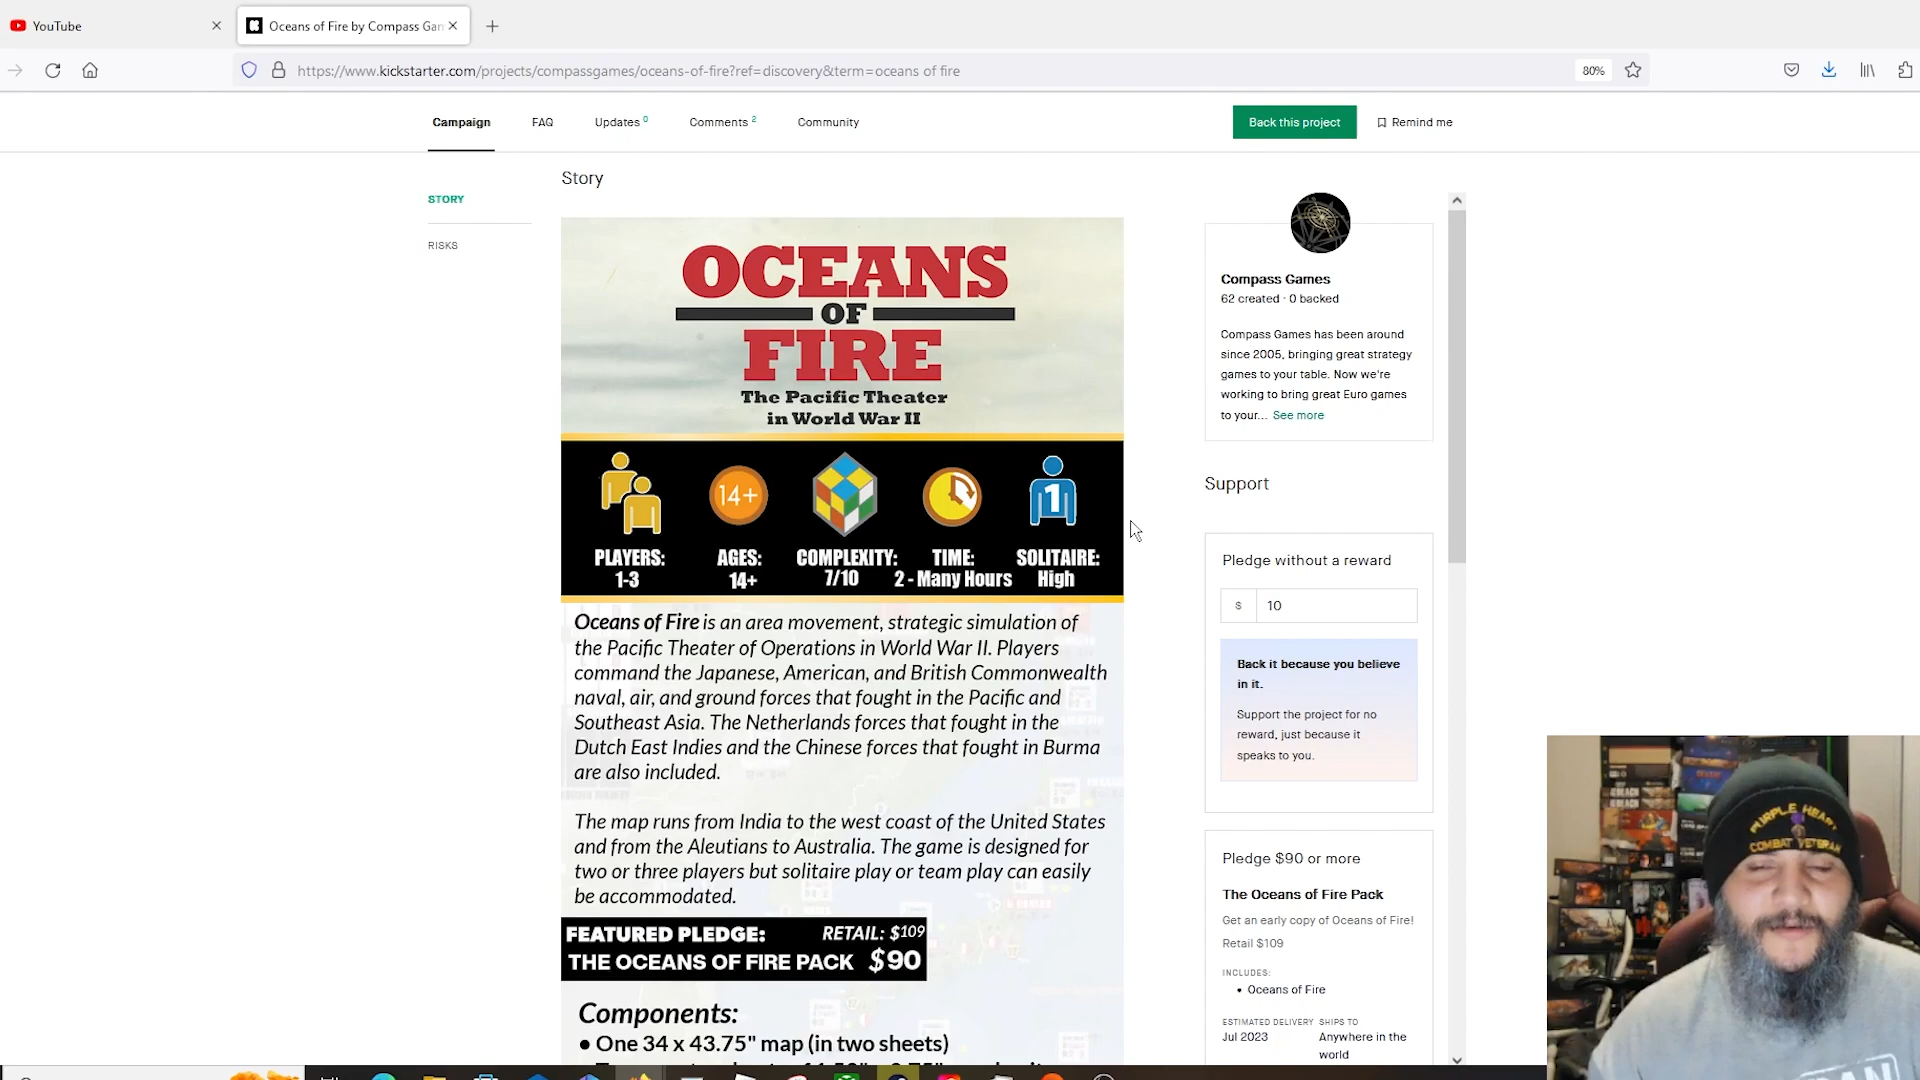 YouTube
Oceans of Fire by Compass Gam
https://www.kickstarter.com/projects/compassgames/oceans-of-fire?ref=discovery&term=oceans of fire
80%
Campaign
FAQ
Updates 0
Comments 2
Community
Back this project
Remind me
STORY
RISKS
Story
OCEANS
OF
FIRE
The Pacific Theater
in World War II
14+
1
PLAYERS:
1-3
AGES:
14+
COMPLEXITY:
7/10
TIME:
2 - Many Hours
SOLITAIRE:
High
Oceans of Fire is an area movement, strategic simulation of
the Pacific Theater of Operations in World War II. Players
command the Japanese, American, and British Commonwealth
naval, air, and ground forces that fought in the Pacific and
Southeast Asia. The Netherlands forces that fought in the
Dutch East Indies and the Chinese forces that fought in Burma
are also included.
The map runs from India to the west coast of the United States
and from the Aleutians to Australia. The game is designed for
two or three players but solitaire play or team play can easily
be accommodated.
FEATURED PLEDGE: RETAIL: $109
THE OCEANS OF FIRE PACK $90
Components:
• One 34 x 43.75" map (in two sheets)
Compass Games
62 created · 0 backed
Compass Games has been around
since 2005, bringing great strategy
games to your table. Now we're
working to bring great Euro games
to your... See more
Support
Pledge without a reward
$ 10
Back it because you believe
in it.
Support the project for no
reward, just because it
speaks to you.
Pledge $90 or more
The Oceans of Fire Pack
Get an early copy of Oceans of Fire!
Retail $109
INCLUDES:
• Oceans of Fire
ESTIMATED DELIVERY
Jul 2023
SHIPS TO
Anywhere in the
world
PURPLE HEART
COMBAT VETERAN